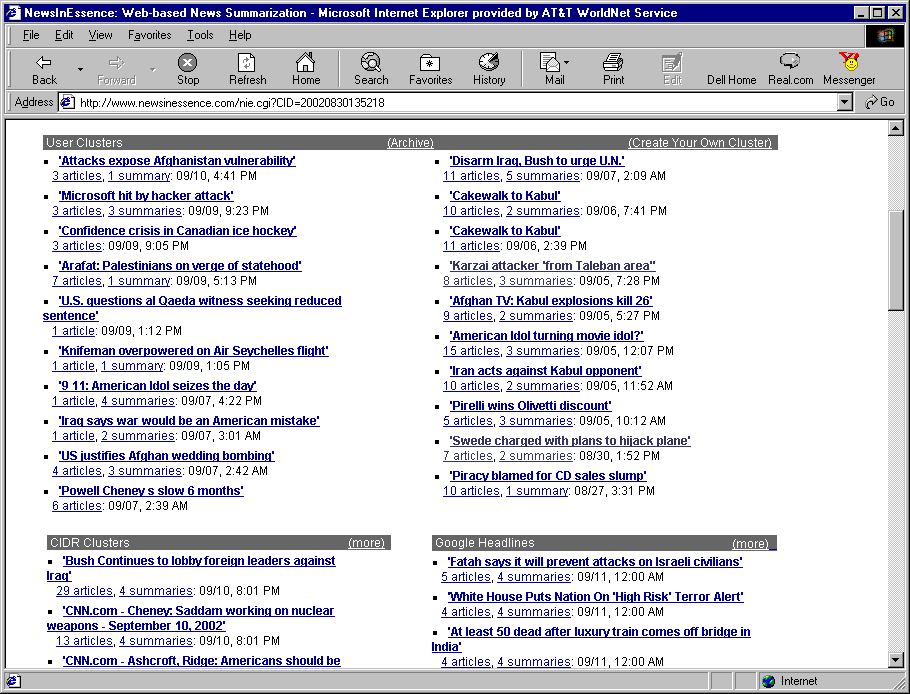 NewsInEssence: Web-based News Summarization - Microsoft Internet Explorer provided by AT&T WorldNet Service
File Edit View Favorites Tools Help
Back Forward Stop Refresh Home Search Favorites History Mail Print Edit Dell Home Real.com Messenger
Address http://www.newsinessence.com/nie.cgi?CID=20020830135218 Go
User Clusters (Archive) (Create Your Own Cluster)
'Attacks expose Afghanistan vulnerability'
3 articles, 1 summary: 09/10, 4:41 PM
'Microsoft hit by hacker attack'
3 articles, 3 summaries: 09/09, 9:23 PM
'Confidence crisis in Canadian ice hockey'
3 articles: 09/09, 9:05 PM
'Arafat: Palestinians on verge of statehood'
7 articles, 1 summary: 09/09, 5:13 PM
'U.S. questions al Qaeda witness seeking reduced
sentence'
1 article: 09/09, 1:12 PM
'Knifeman overpowered on Air Seychelles flight'
1 article, 1 summary: 09/09, 1:05 PM
'9 11: American Idol seizes the day'
1 article, 4 summaries: 09/07, 4:22 PM
'Iraq says war would be an American mistake'
1 article, 2 summaries: 09/07, 3:01 AM
'US justifies Afghan wedding bombing'
4 articles, 3 summaries: 09/07, 2:42 AM
'Powell Cheney s slow 6 months'
6 articles: 09/07, 2:39 AM
'Disarm Iraq, Bush to urge U.N.'
11 articles, 5 summaries: 09/07, 2:09 AM
'Cakewalk to Kabul'
10 articles, 2 summaries: 09/06, 7:41 PM
'Cakewalk to Kabul'
11 articles: 09/06, 2:39 PM
'Karzai attacker 'from Taleban area''
8 articles, 3 summaries: 09/05, 7:28 PM
'Afghan TV: Kabul explosions kill 26'
9 articles, 2 summaries: 09/05, 5:27 PM
'American Idol turning movie idol?'
15 articles, 3 summaries: 09/05, 12:07 PM
'Iran acts against Kabul opponent'
10 articles, 2 summaries: 09/05, 11:52 AM
'Pirelli wins Olivetti discount'
5 articles, 3 summaries: 09/05, 10:12 AM
'Swede charged with plans to hijack plane'
7 articles, 2 summaries: 08/30, 1:52 PM
'Piracy blamed for CD sales slump'
10 articles, 1 summary: 08/27, 3:31 PM
CIDR Clusters (more)
'Bush Continues to lobby foreign leaders against
Iraq'
29 articles, 4 summaries: 09/10, 8:01 PM
'CNN.com - Cheney: Saddam working on nuclear
weapons - September 10, 2002'
13 articles, 4 summaries: 09/10, 8:01 PM
'CNN.com - Ashcroft, Ridge: Americans should be
Google Headlines (more)
'Fatah says it will prevent attacks on Israeli civilians'
5 articles, 4 summaries: 09/11, 12:00 AM
'White House Puts Nation On 'High Risk' Terror Alert'
4 articles, 4 summaries: 09/11, 12:00 AM
'At least 50 dead after luxury train comes off bridge in
India'
4 articles, 4 summaries: 09/11, 12:00 AM
Internet